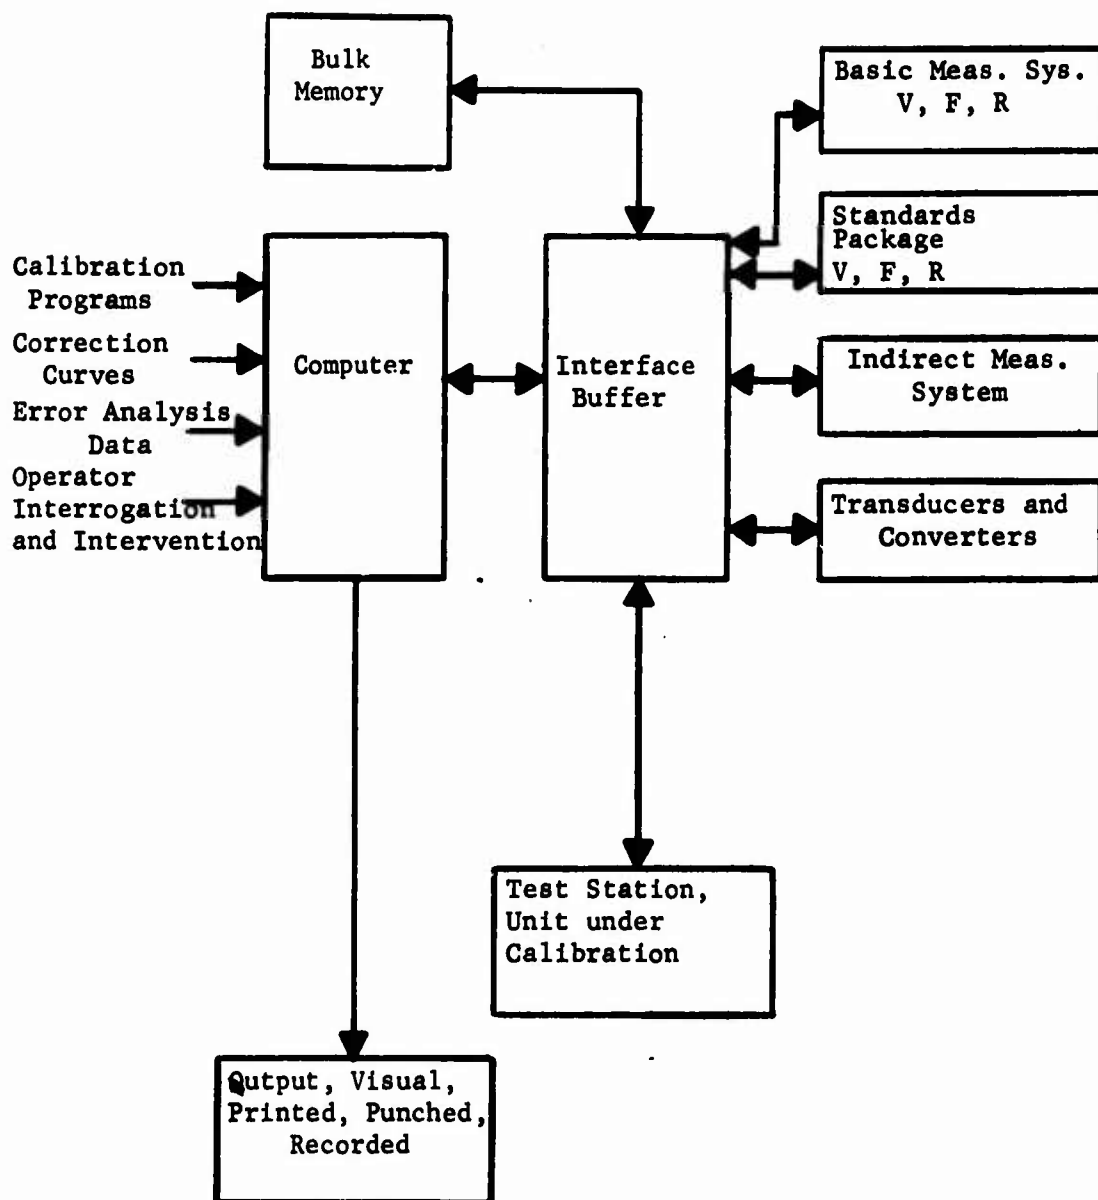 Bulk
Memory
Basic Meas. Sys.
V, F, R
Standards
Package
V, F, R
Calibration
Programs
Correction
Curves
Error Analysis
Data
Operator
Interrogation
and Intervention
Computer
Interface
Buffer
Indirect Meas.
System
Transducers and
Converters
Test Station,
Unit under
Calibration
Output, Visual,
Printed, Punched,
Recorded